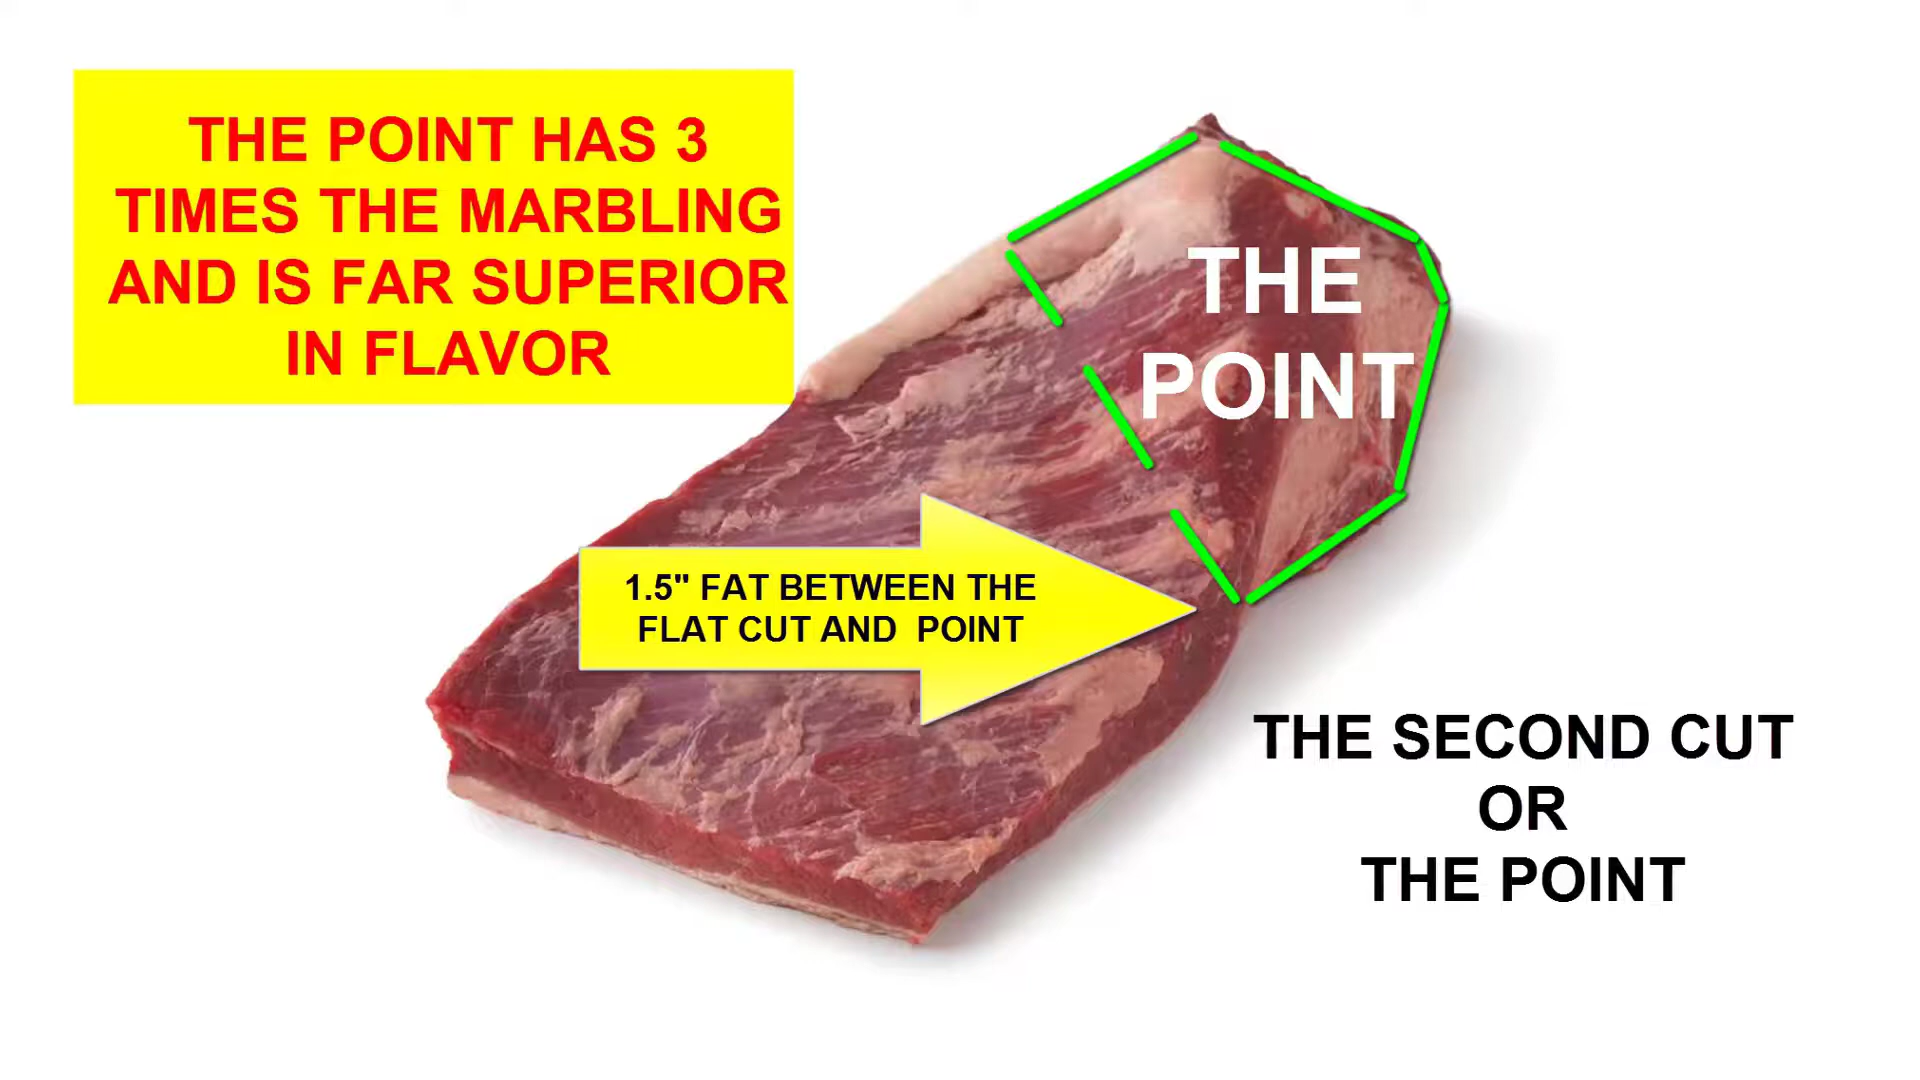 THE POINT HAS 3
TIMES THE MARBLING
AND IS FAR SUPERIOR
IN FLAVOR
THE
POINT
1.5" FAT BETWEEN THE
FLAT CUT AND POINT
THE SECOND CUT
OR
THE POINT